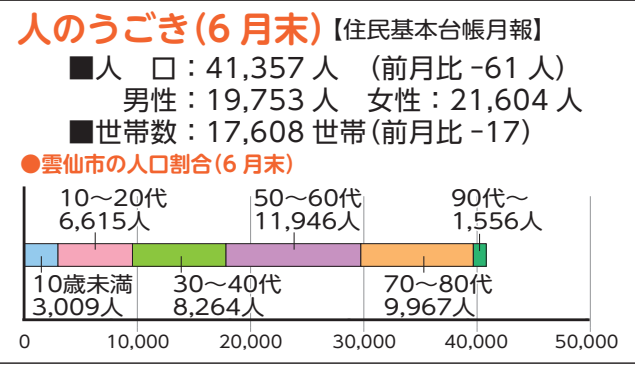 人のうごき(6月末)【住民基本台帳月報】
■人　口：41,357人　(前月比 -61人)
男性：19,753人　女性：21,604人
■世帯数：17,608世帯(前月比 -17)
●雲仙市の人口割合(6月末)
10～20代　50～60代　90代～
6,615人　11,946人　1,556人
10歳未満　30～40代　70～80代
3,009人　8,264人　9,967人
0　10,000　20,000　30,000　40,000　50,000